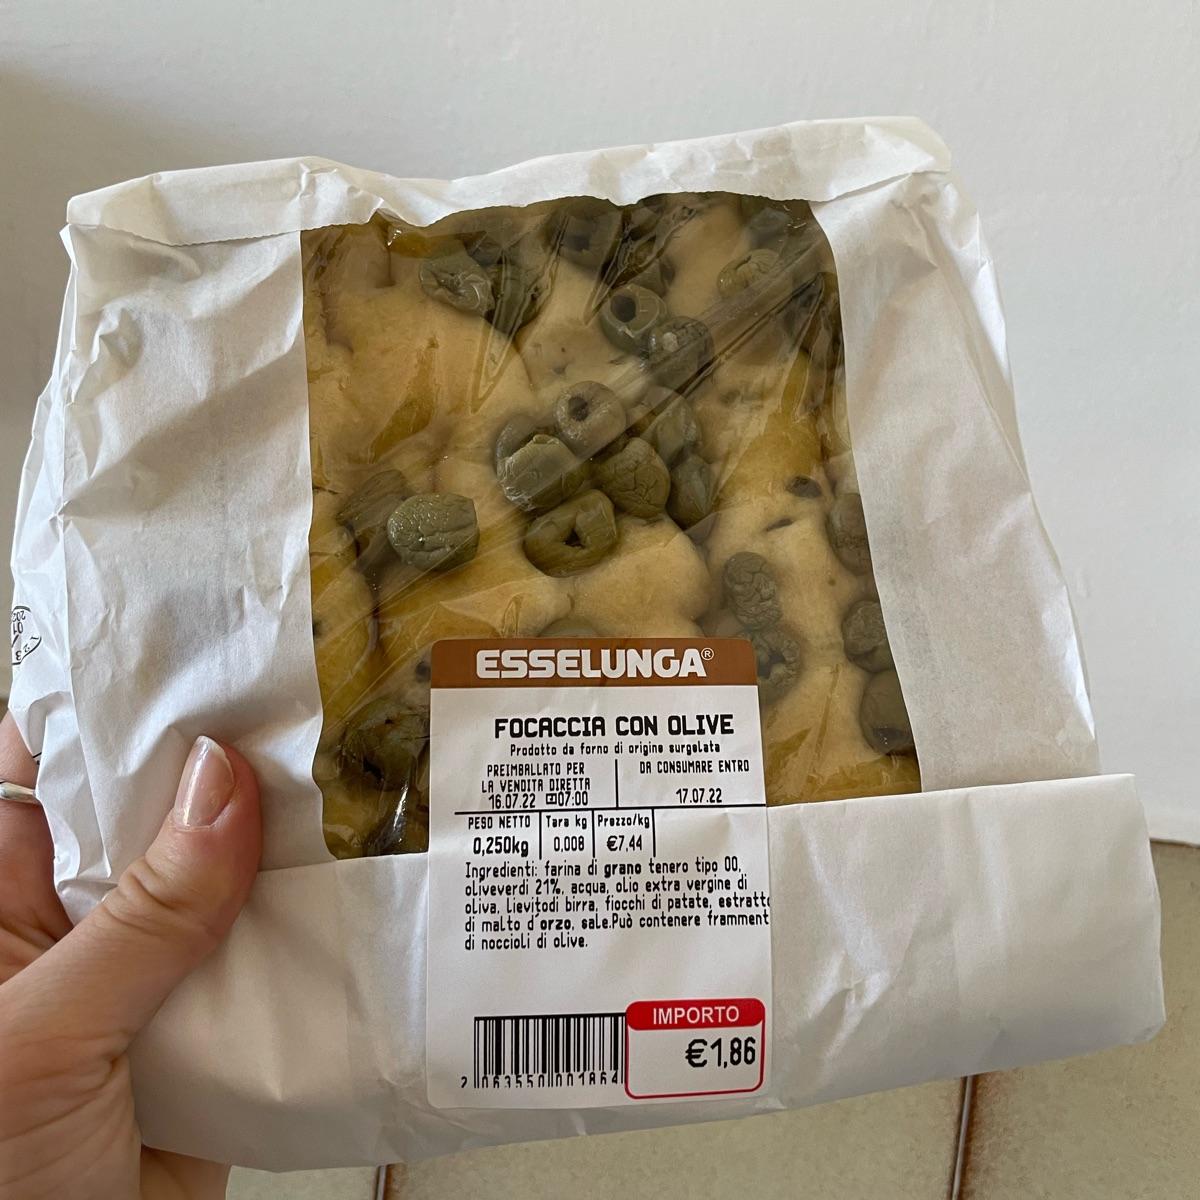 ESSELUNGA®
FOCACCIA CON OLIVE
Prodotto da forno di origine surgelata
PREIMBALLATO PER
LA VENDITA DIRETTA
16.07.22 07:00
DA CONSUMARE ENTRO
17.07.22
PESO NETTO Tara kg Prezzo/kg
0,250kg 0,008 €7,44
Ingredienti: farina di grano tenero tipo 00,
oliveverdi 21%, acqua, olio extra vergine di
oliva, lievitodi birra, fiocchi di patate, estratto
di malto d'orzo, sale.Può contenere framment
di noccioli di olive.
IMPORTO
€1,86
2 063550 001864